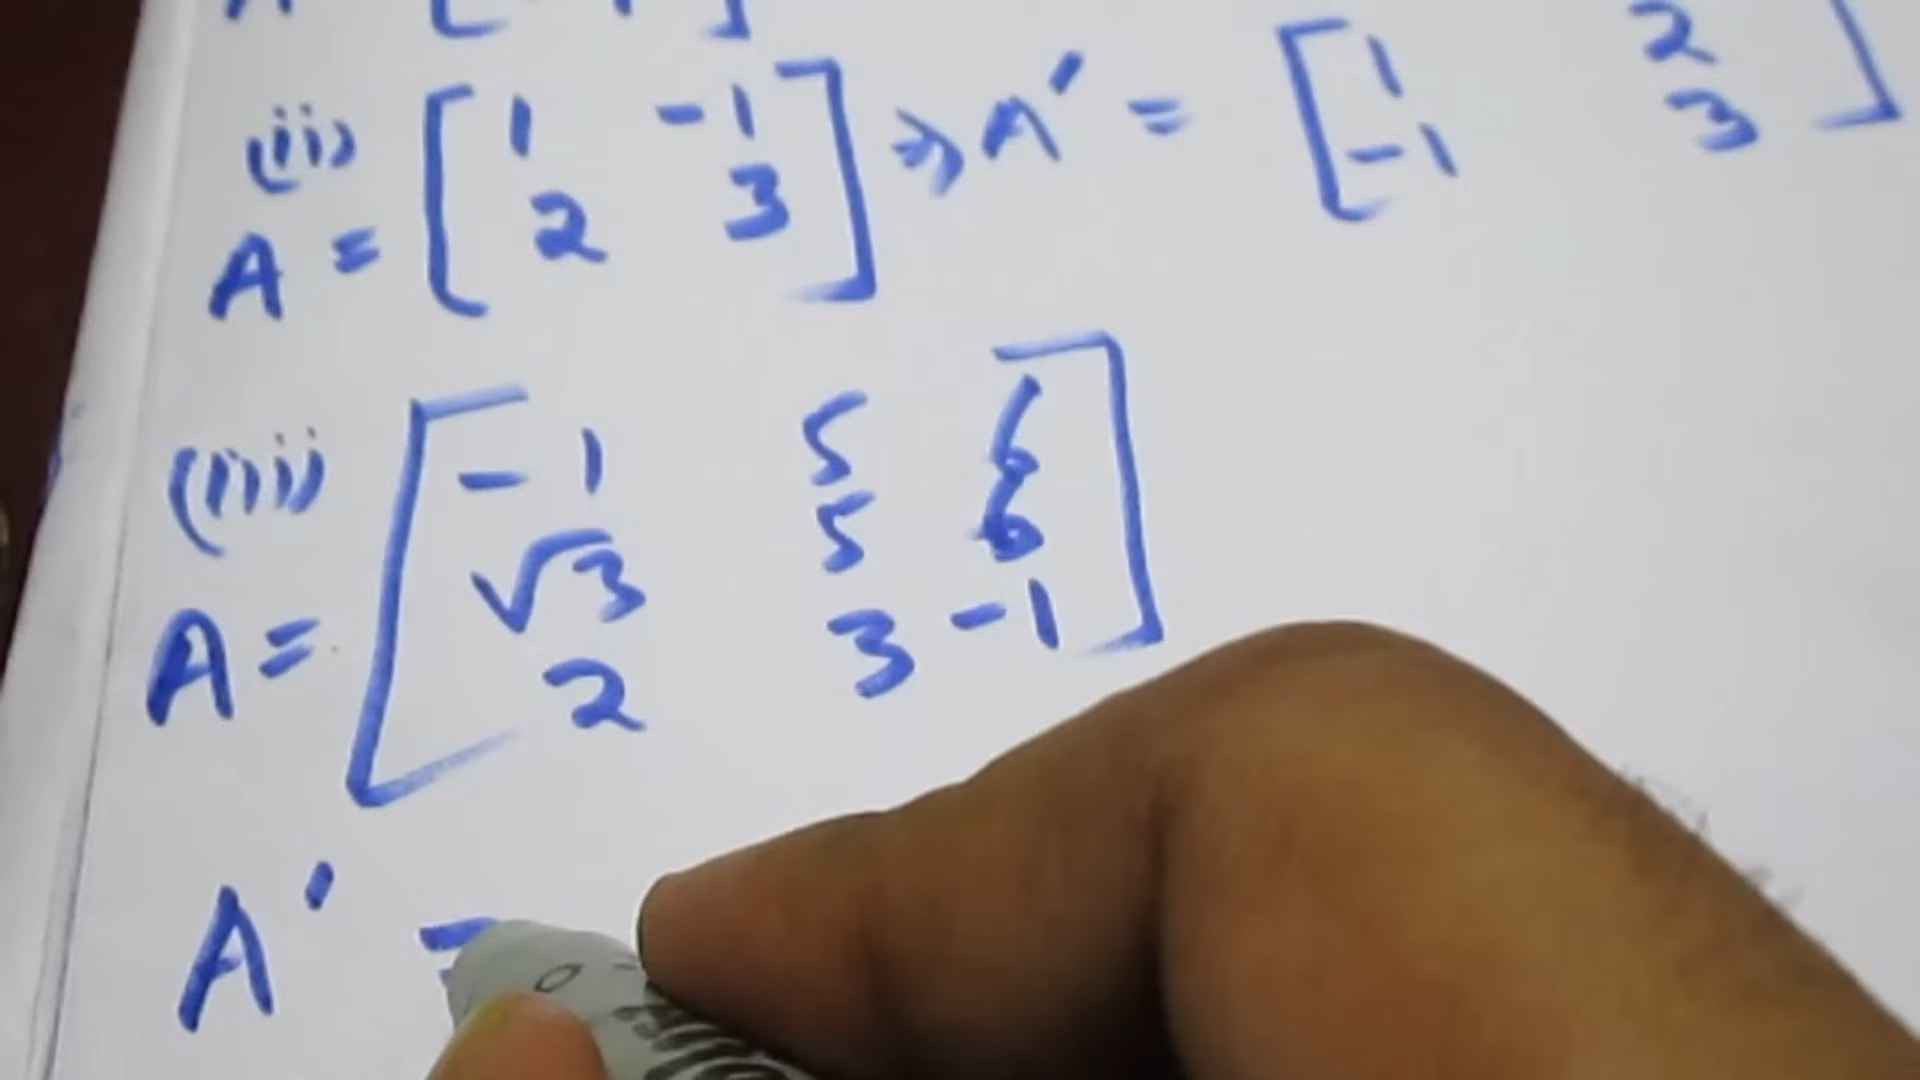 (ii)
A = [ 1 -1 ⇒ A' = [ 1 2
2 3 ] -1 3 ]
(iii)
A = [ -1 5 6
√3 5 6
2 3 -1 ]
A' =